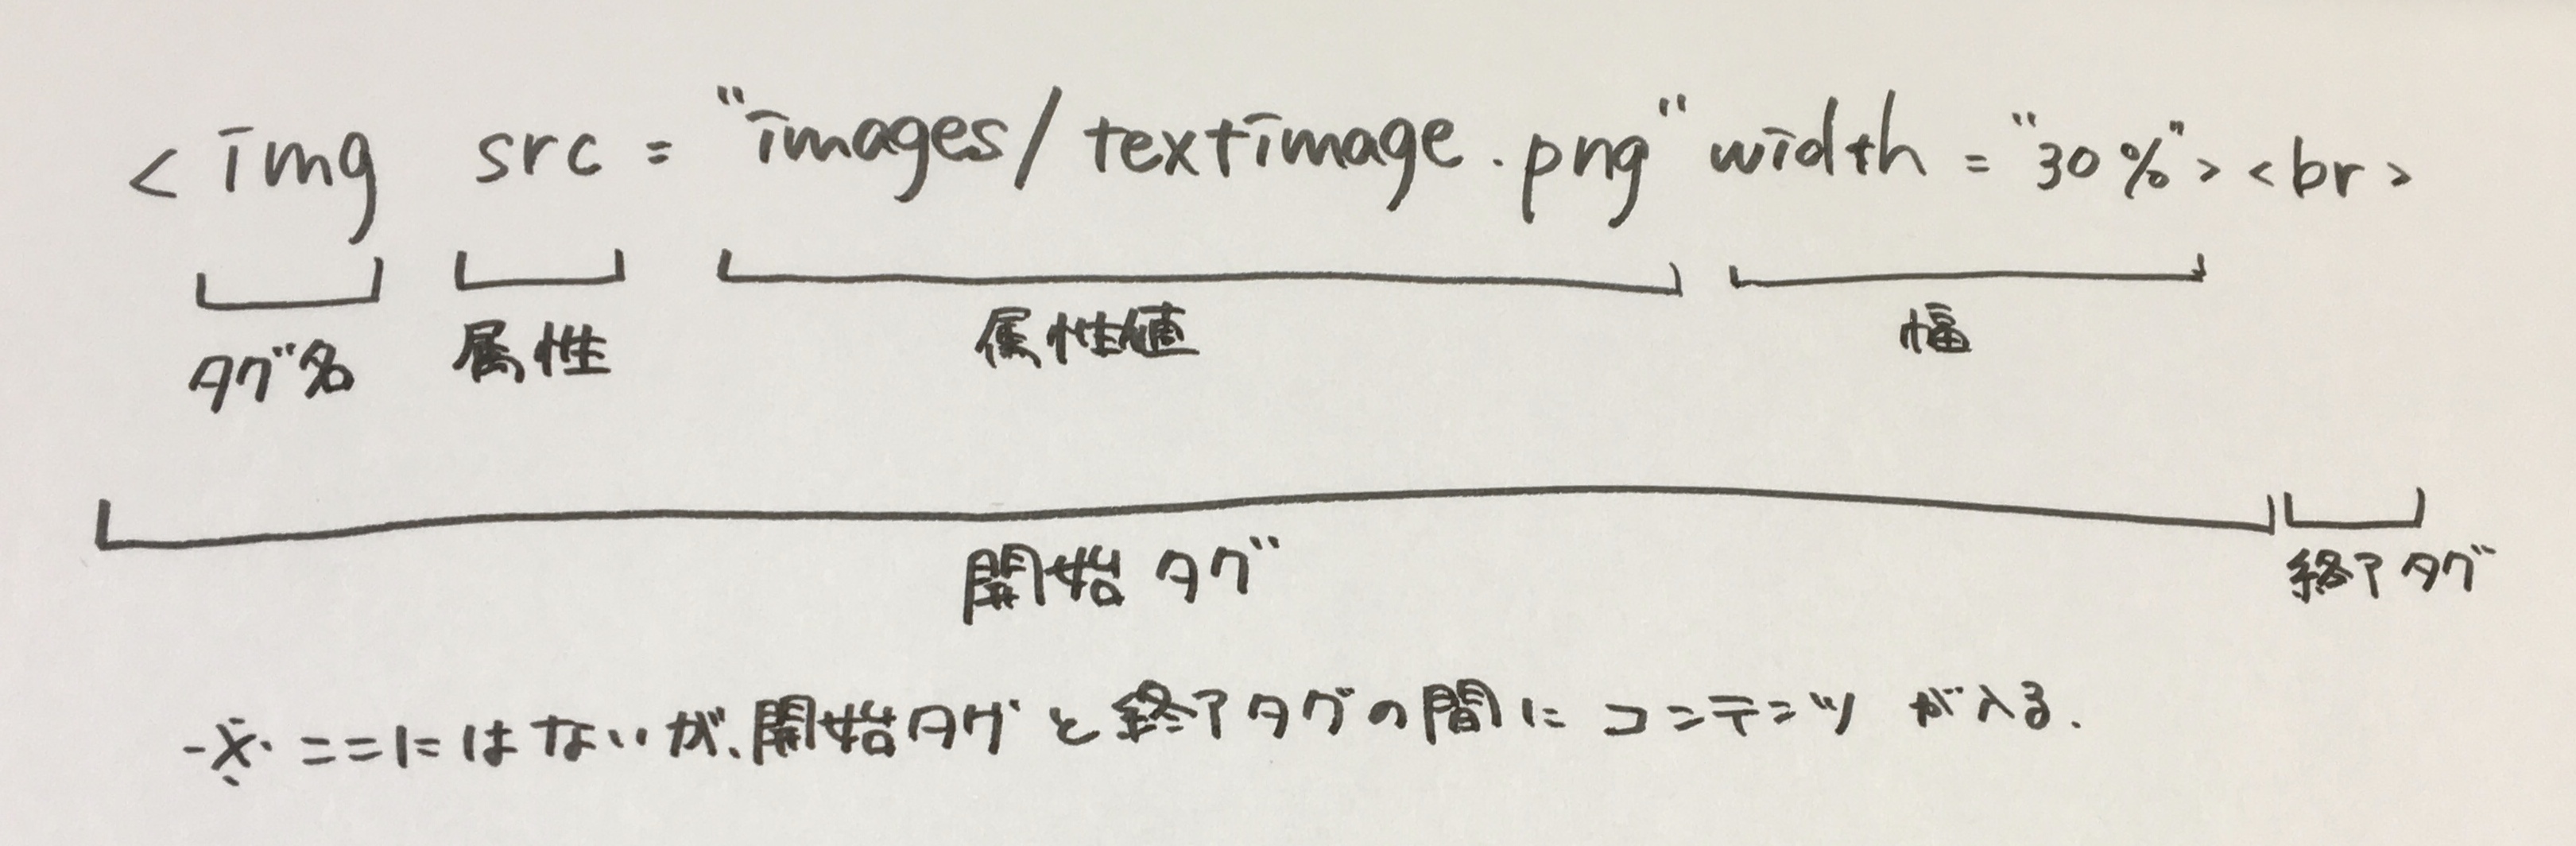 <img src = "images/textimage.png" width = "30%"><br>
タグ名 属性 属性値 幅
開始タグ 終了タグ
※ ここにはないが、開始タグと終了タグの間にコンテンツが入る.